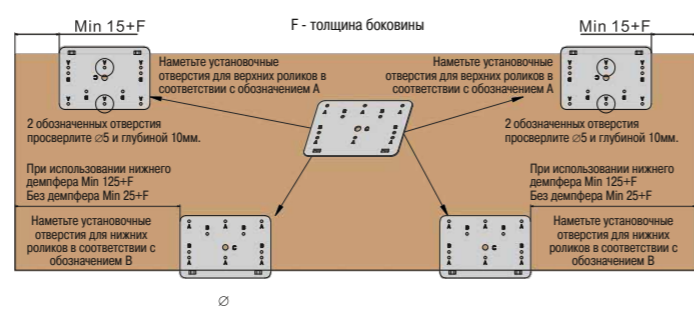 Min 15+F
F - толщина боковины
Min 15+F
Наметьте установочные
отверстия для верхних роликов в
соответствии с обозначением A
Наметьте установочные
отверстия для верхних роликов в
соответствии с обозначением A
2 обозначенных отверстия
просверлите ∅5 и глубиной 10мм.
2 обозначенных отверстия
просверлите ∅5 и глубиной 10мм.
При использовании нижнего
демпфера Min 125+F
Без демпфера Min 25+F
При использовании нижнего
демпфера Min 125+F
Без демпфера Min 25+F
Наметьте установочные
отверстия для нижних
роликов в соответствии с
обозначением B
Наметьте установочные
отверстия для нижних
роликов в соответствии с
обозначением B
∅